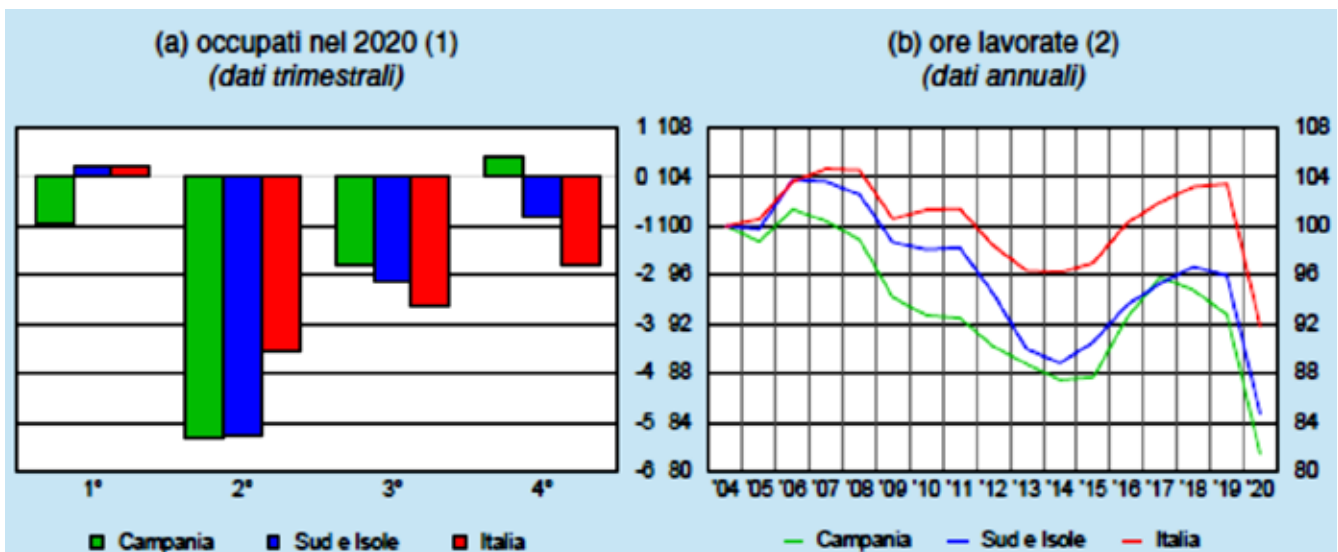 (a) occupati nel 2020 (1)
(dati trimestrali)
1
0
-1
-2
-3
-4
-5
-6
1° 2° 3° 4°
Campania Sud e Isole Italia
(b) ore lavorate (2)
(dati annuali)
108 108
104 104
100 100
96 96
92 92
88 88
84 84
80 80
'04 '05 '06 '07 '08 '09 '10 '11 '12 '13 '14 '15 '16 '17 '18 '19 '20
Campania Sud e Isole Italia